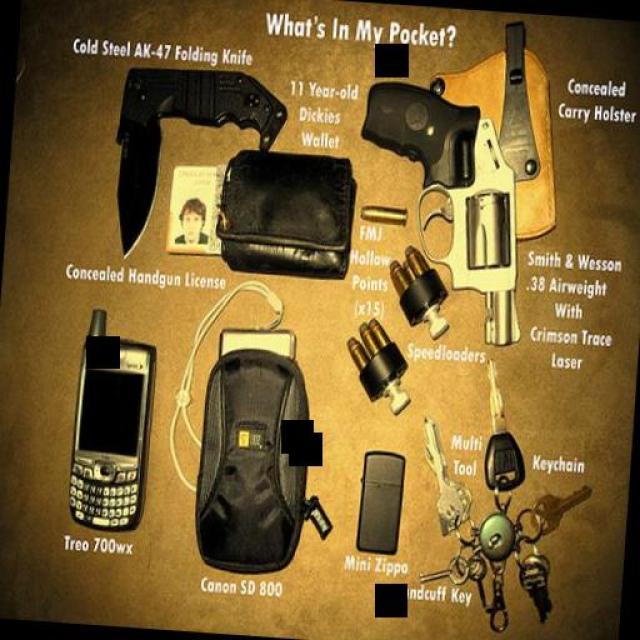 What's In My Pocket?
Cold Steel AK-47 Folding Knife
11 Year-old
Dickies
Wallet
Concealed
Carry Holster
FMJ
Hollow
Points
(x15)
Concealed Handgun License
Smith & Wesson
.38 Airweight
With
Crimson Trace
Laser
Speedloaders
Multi
Tool
Keychain
Treo 700wx
Canon SD 800
Mini Zippo
ndcuff Key